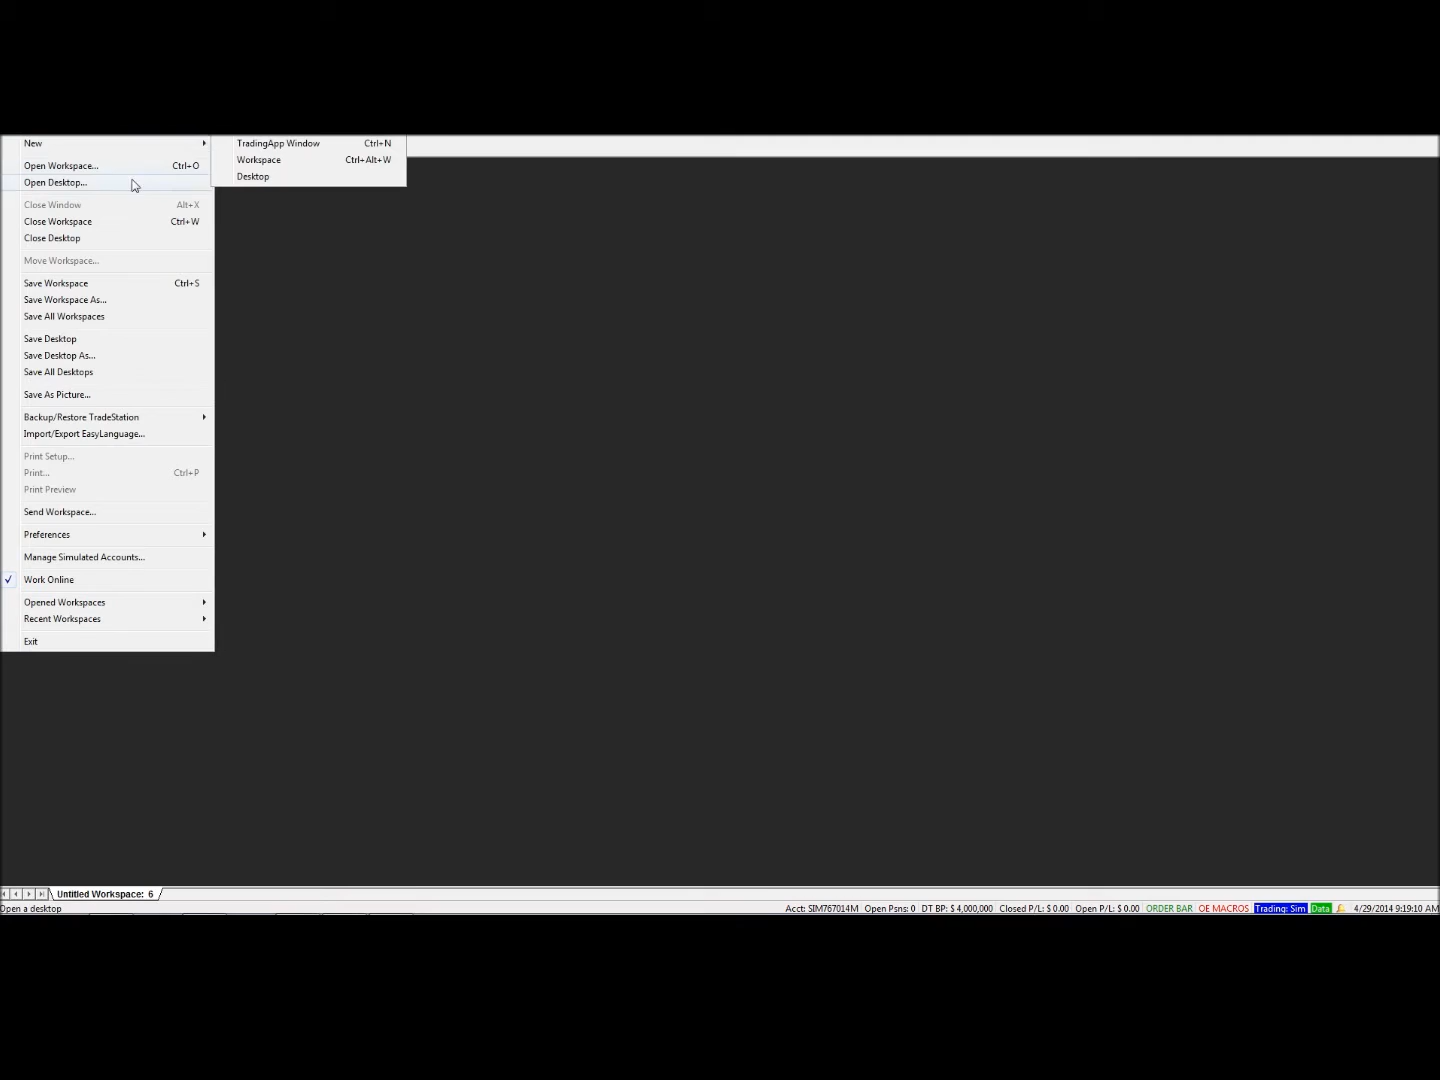 New
TradingApp Window Ctrl+N
Workspace Ctrl+Alt+W
Desktop
Open Workspace... Ctrl+O
Open Desktop...
Close Window Alt+X
Close Workspace Ctrl+W
Close Desktop
Move Workspace...
Save Workspace Ctrl+S
Save Workspace As...
Save All Workspaces
Save Desktop
Save Desktop As...
Save All Desktops
Save As Picture...
Backup/Restore TradeStation
Import/Export EasyLanguage...
Print Setup...
Print... Ctrl+P
Print Preview
Send Workspace...
Preferences
Manage Simulated Accounts...
Work Online
Opened Workspaces
Recent Workspaces
Exit
Untitled Workspace: 6
Open a desktop Acct: SIM767014M Open Psns: 0 DT BP: $ 4,000,000 Closed P/L: $ 0.00 Open P/L: $ 0.00 ORDER BAR OE MACROS Trading: Sim Data 4/29/2014 9:19:10 AM